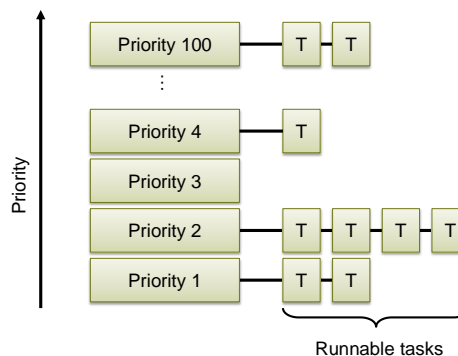 Priority 100 T T
⋮
Priority 4 T
Priority 3
Priority 2 T T T T
Priority 1 T T
Priority
Runnable tasks